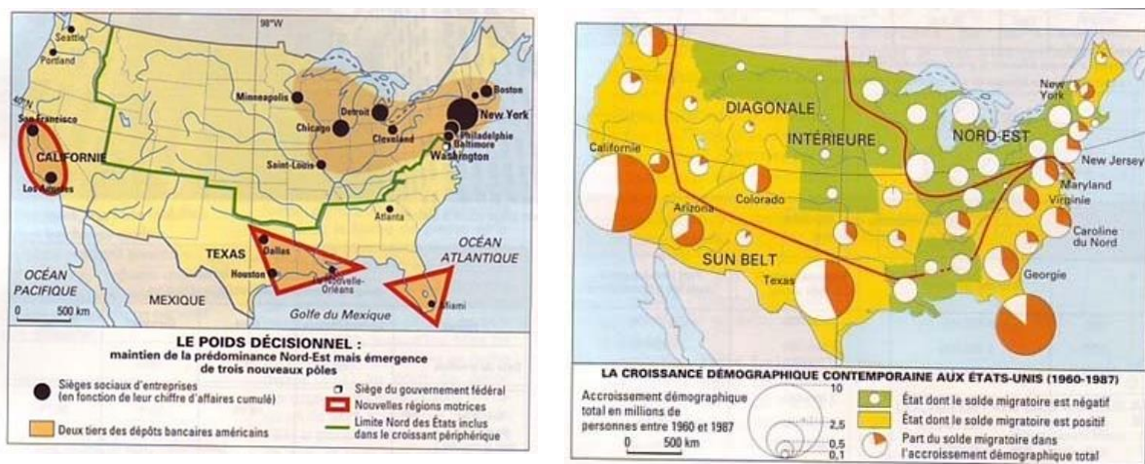 98°W
Seattle
Portland
40°N
San Francisco
CALIFORNIE
Los Angeles
Minneapolis
Detroit
Chicago
Cleveland
Boston
New York
Philadelphie
Baltimore
Washington
Saint-Louis
Atlanta
TEXAS
Dallas
Houston
La Nouvelle-
Orléans
Miami
OCÉAN
ATLANTIQUE
OCÉAN
PACIFIQUE
MEXIQUE
Golfe du Mexique
0 500 km
LE POIDS DÉCISIONNEL :
maintien de la prédominance Nord-Est mais émergence
de trois nouveaux pôles
Sièges sociaux d'entreprises
(en fonction de leur chiffre d'affaires cumulé)
Deux tiers des dépôts bancaires américains
Siège du gouvernement fédéral
Nouvelles régions motrices
Limite Nord des États inclus
dans le croissant périphérique
DIAGONALE
INTÉRIEURE
NORD-EST
New
York
New Jersey
Maryland
Virginie
Caroline
du Nord
Géorgie
Californie
Colorado
Arizona
SUN BELT
Texas
LA CROISSANCE DÉMOGRAPHIQUE CONTEMPORAINE AUX ÉTATS-UNIS (1960-1987)
Accroissement démographique
total en millions de
personnes entre 1960 et 1987
0 500 km
10
2,5
0,5
0,1
État dont le solde migratoire est négatif
État dont le solde migratoire est positif
Part du solde migratoire dans
l'accroissement démographique total